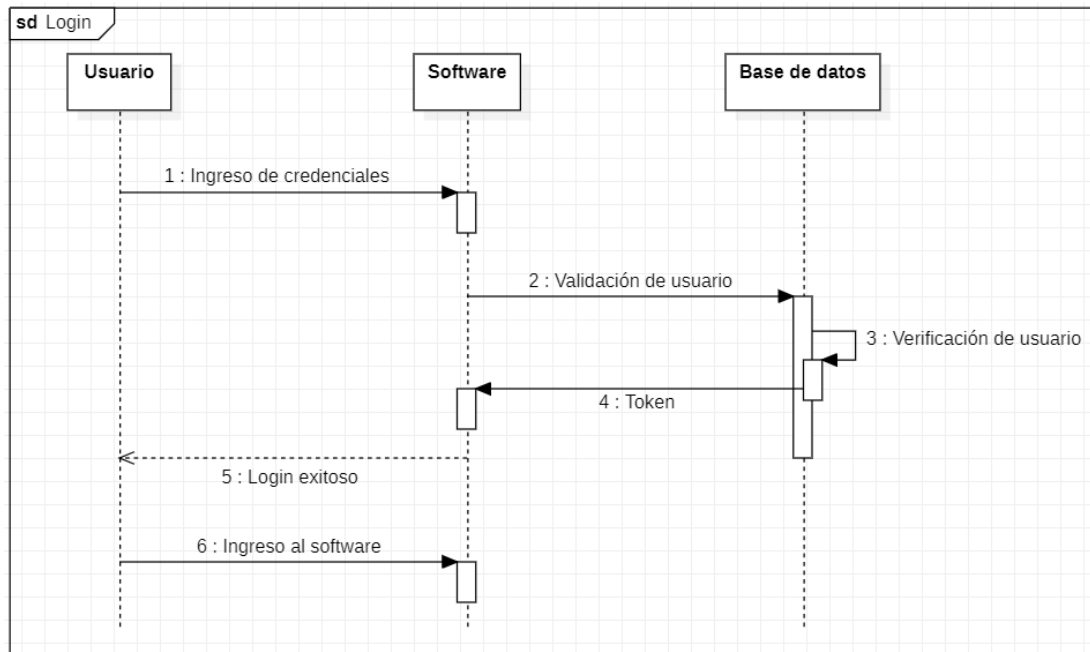 sd Login
Usuario
Software
Base de datos
1 : Ingreso de credenciales
2 : Validación de usuario
3 : Verificación de usuario
4 : Token
5 : Login exitoso
6 : Ingreso al software